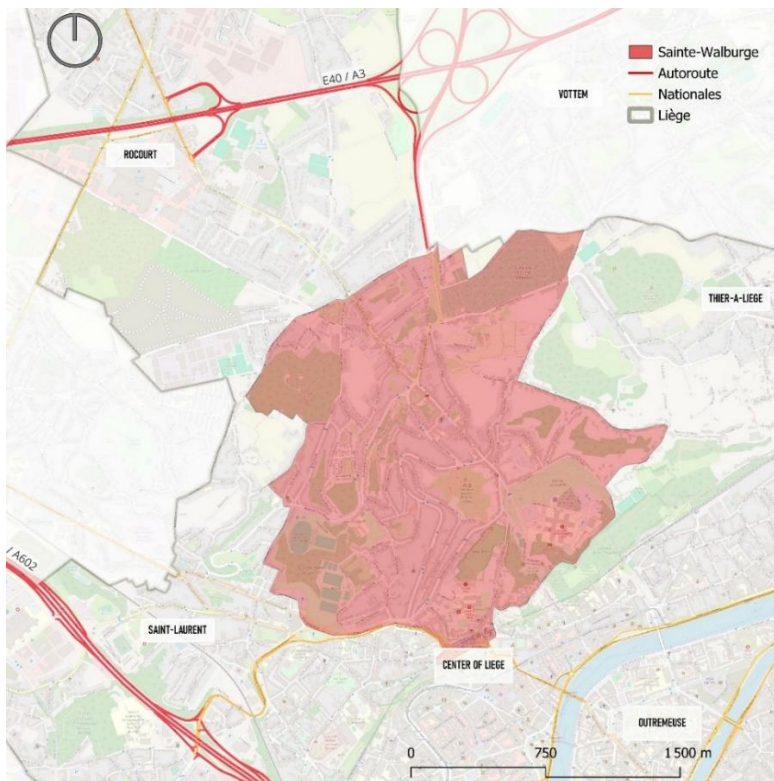 Sainte-Walburge
Autoroute
Nationales
Liège
E40 / A3
VOTTEM
ROCOURT
THIER-A-LIEGE
/ A602
SAINT-LAURENT
CENTER OF LIEGE
OUTREMEUSE
0 750 1 500 m